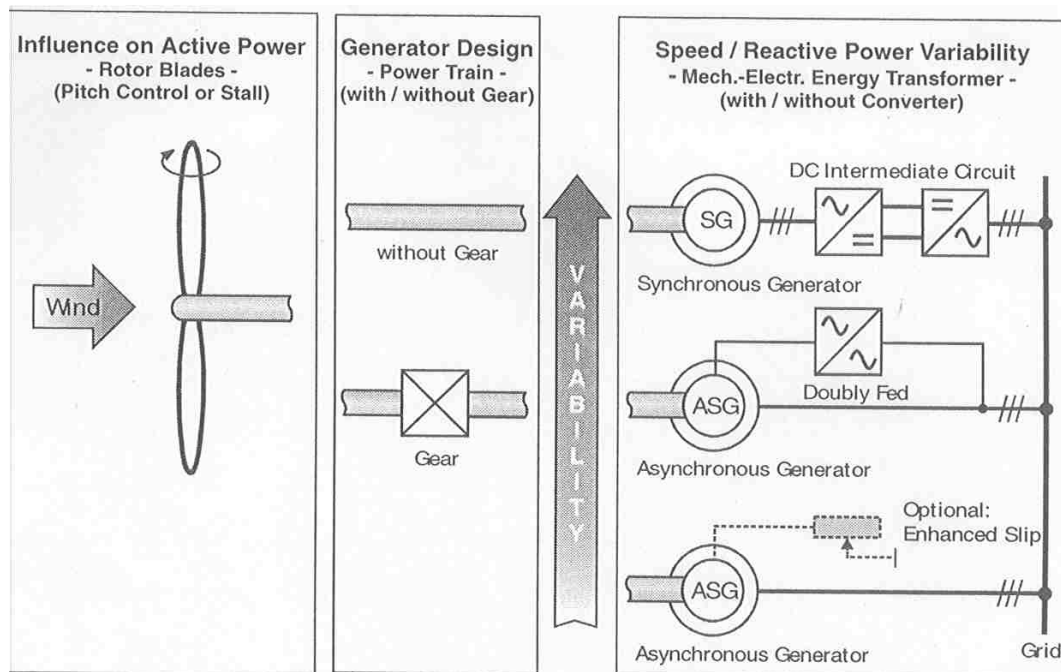 Influence on Active Power
- Rotor Blades -
(Pitch Control or Stall)
Wind
Generator Design
- Power Train -
(with / without Gear)
without Gear
Gear
VARIABILITY
Speed / Reactive Power Variability
- Mech.-Electr. Energy Transformer -
(with / without Converter)
DC Intermediate Circuit
SG
Synchronous Generator
ASG
Doubly Fed
Asynchronous Generator
Optional:
Enhanced Slip
ASG
Asynchronous Generator
Grid